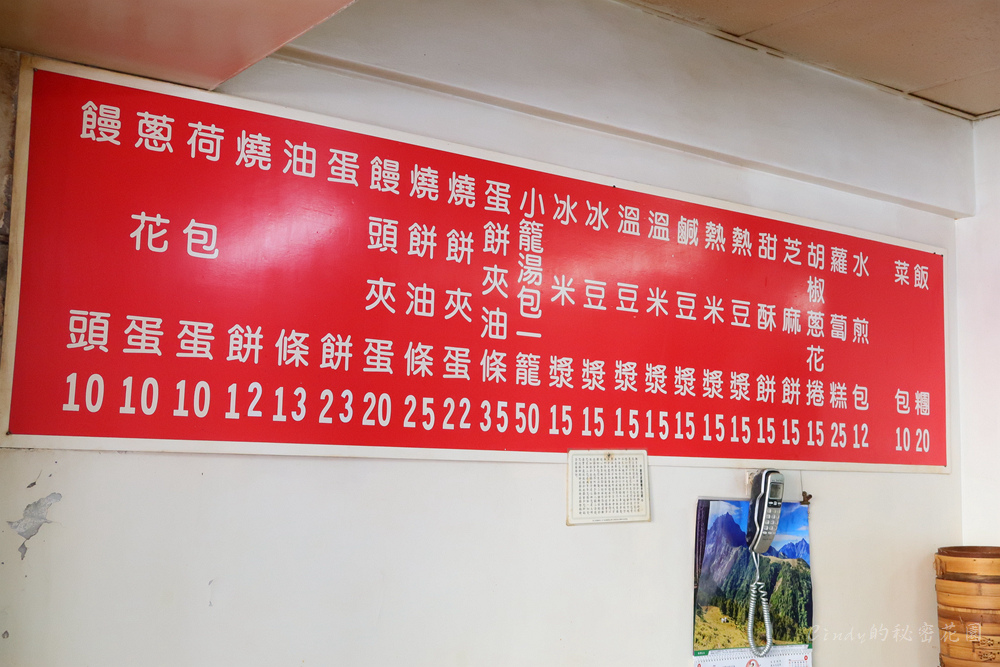 饅頭 10
蔥花蛋 10
荷包蛋 10
燒餅 12
油條 13
蛋餅 23
饅頭夾蛋 20
燒餅油條 25
燒餅夾蛋 22
蛋餅夾油條 35
小籠湯包一籠 50
冰米漿 15
冰豆漿 15
溫豆漿 15
溫米漿 15
鹹豆漿 15
熱米漿 15
熱豆漿 15
甜酥餅 15
芝麻餅 15
胡椒蔥花捲 15
蘿蔔糕 25
水煎包 12
菜包 10
飯糰 20
Cindy的秘密花園